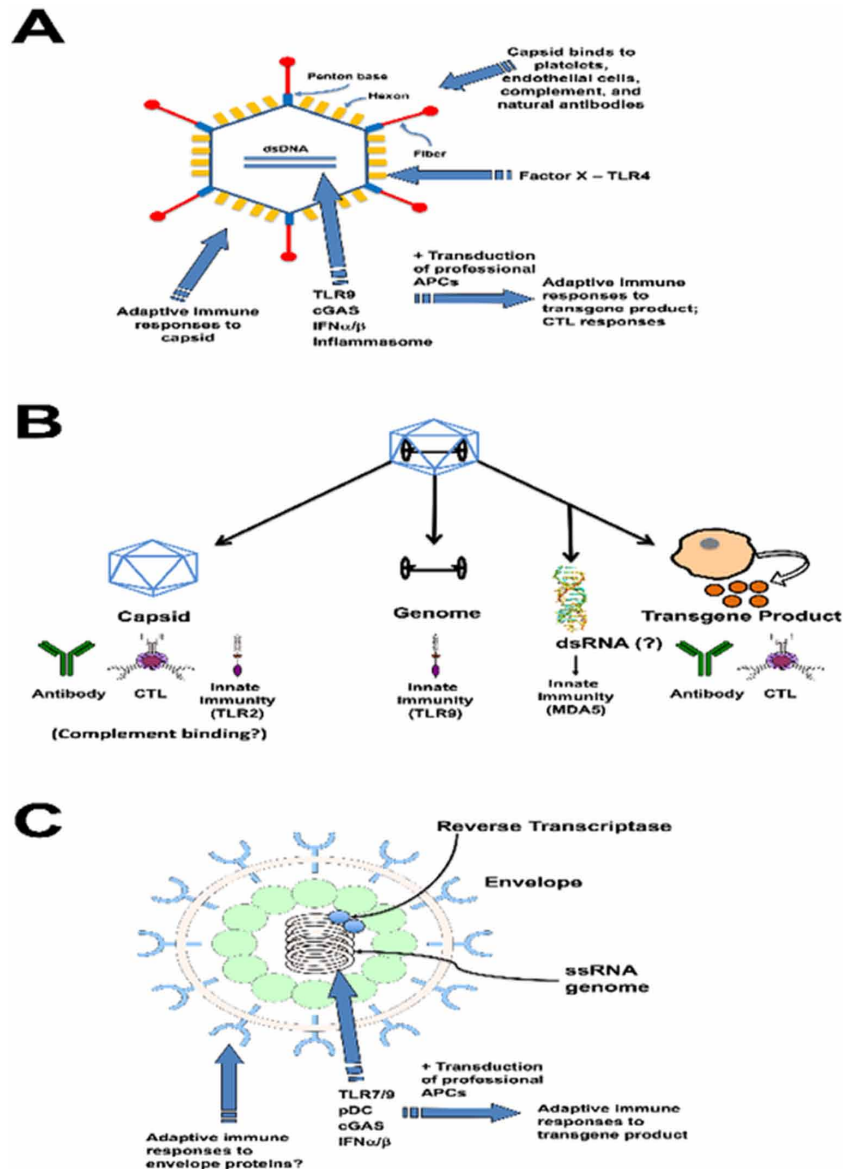 A
Capsid binds to
platelets,
endothelial cells,
complement, and
natural antibodies
Penton base
Hexon
dsDNA
Fiber
Factor X – TLR4
+ Transduction
of professional
APCs
Adaptive Immune
responses to
capsid
TLR9
cGAS
IFNα/β
Inflammasome
Adaptive Immune
responses to
transgene product;
CTL responses
B
Capsid
Genome
dsRNA (?)
Transgene Product
Antibody
CTL
Innate
Immunity
(TLR2)
Innate
Immunity
(TLR9)
Innate
Immunity
(MDA5)
Antibody
CTL
(Complement binding?)
C
Reverse Transcriptase
Envelope
ssRNA
genome
+ Transduction
of professional
APCs
TLR7/9
pDC
cGAS
IFNα/β
Adaptive immune
responses to
envelope proteins?
Adaptive Immune
responses to
transgene product